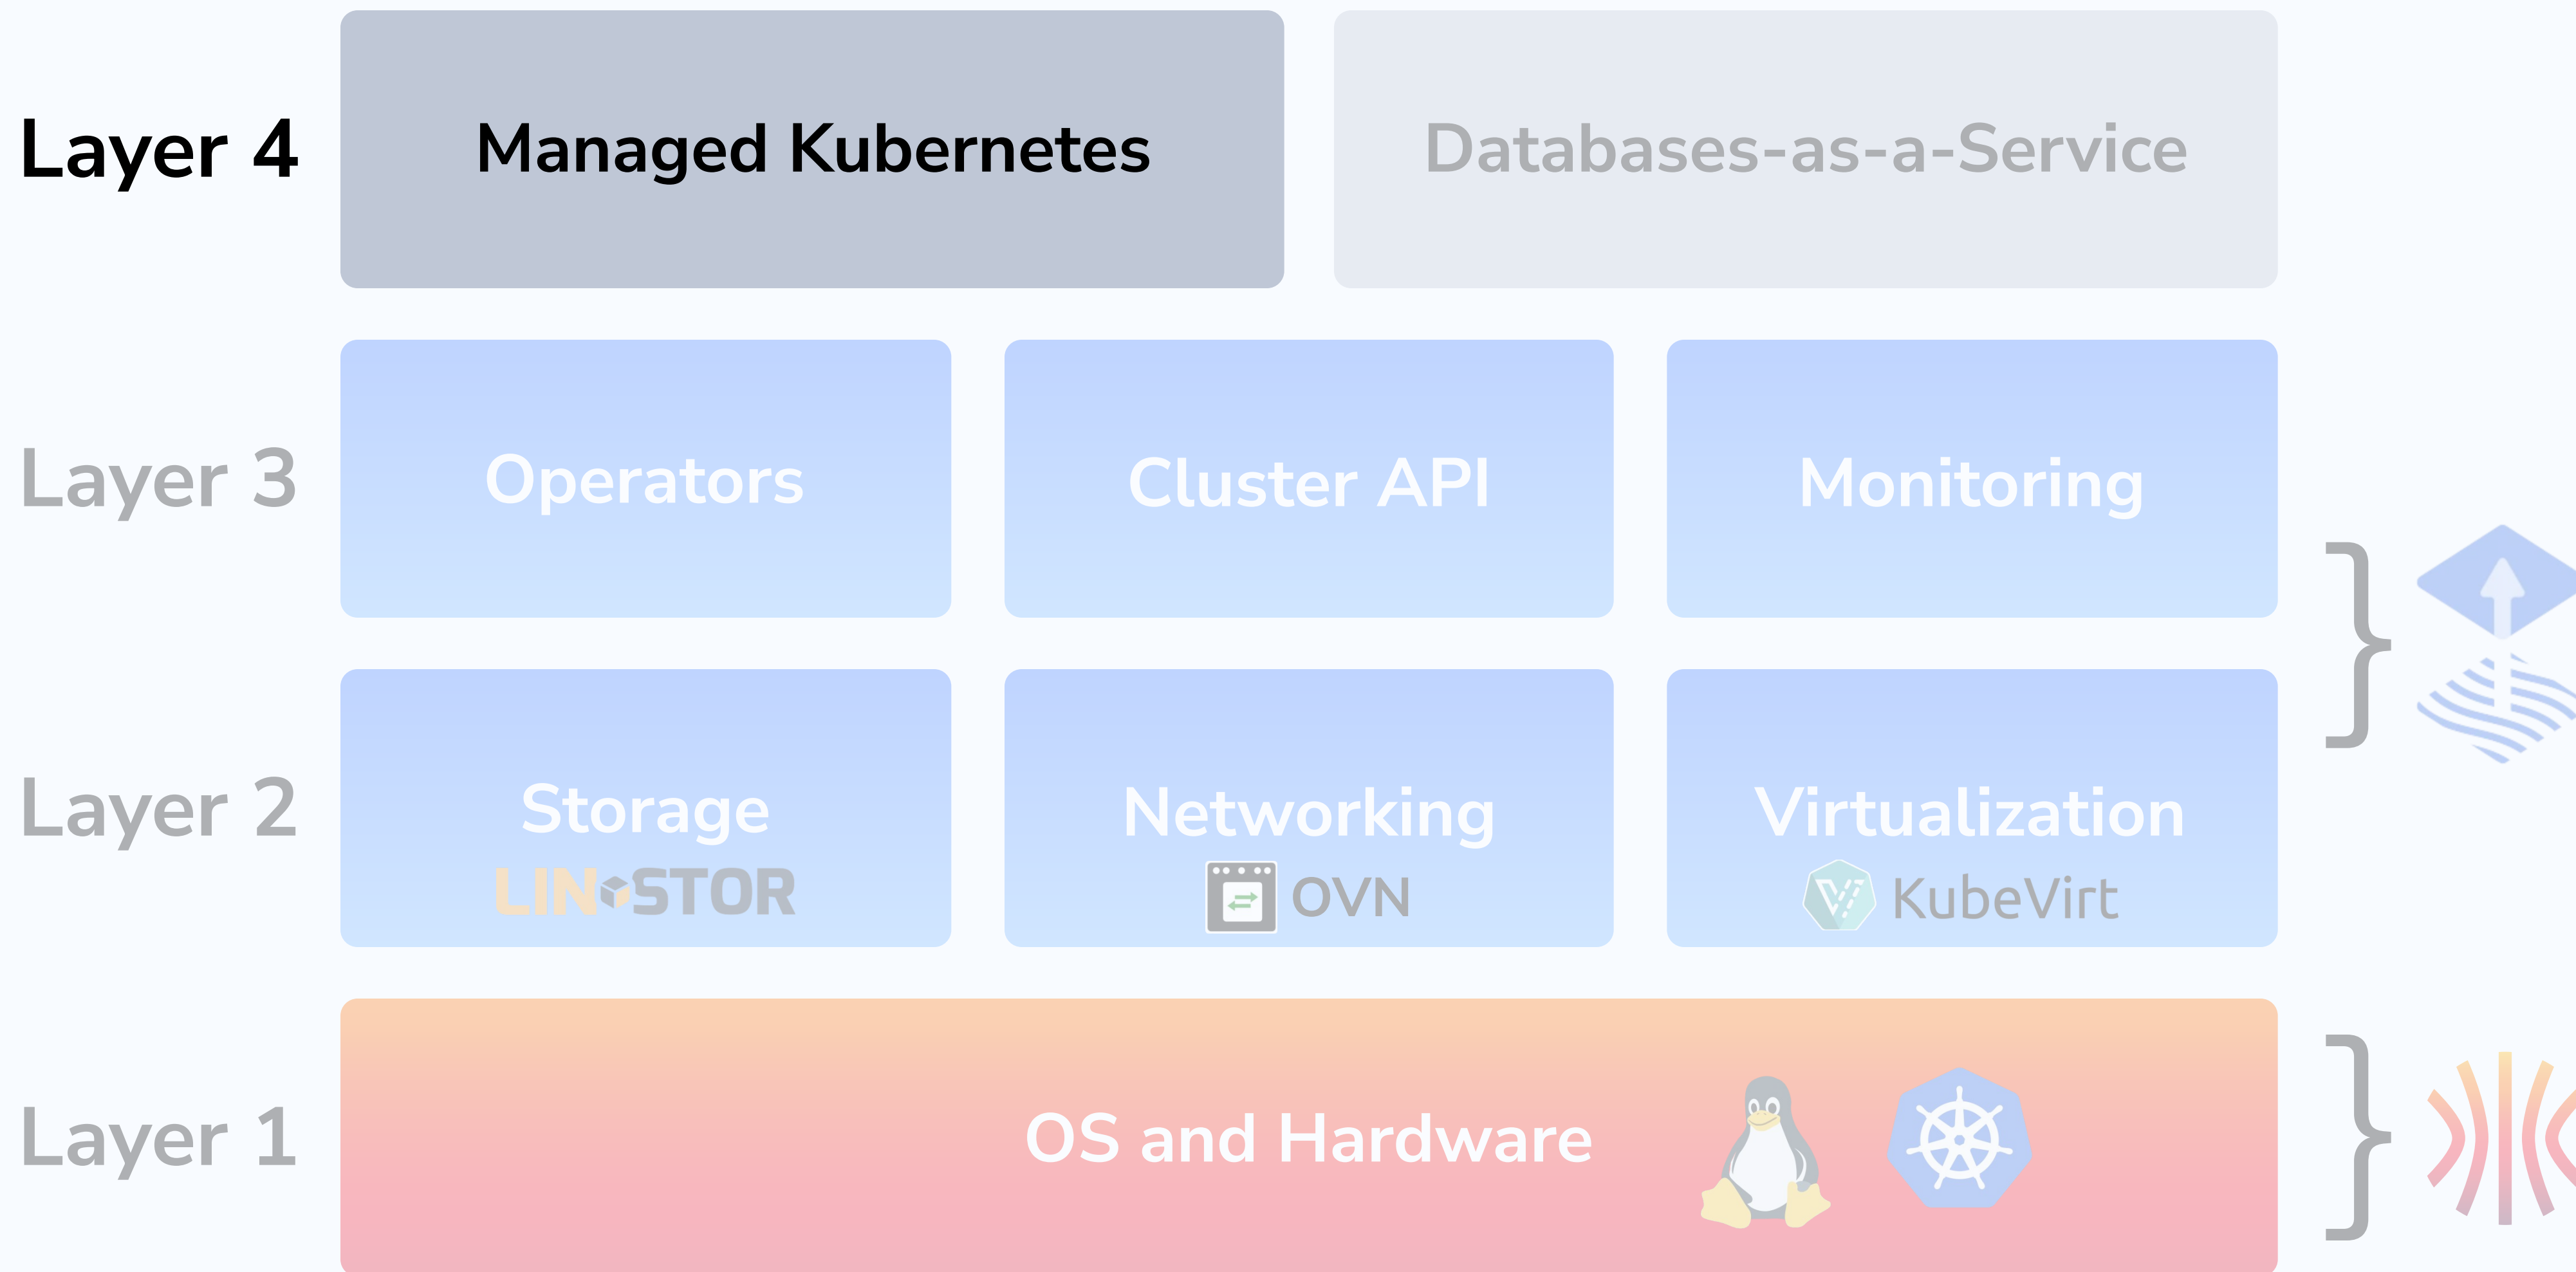 Layer 4
Managed Kubernetes
Databases-as-a-Service
Layer 3
Operators
Cluster API
Monitoring
Layer 2
Storage
LINSTOR
Networking
OVN
Virtualization
KubeVirt
Layer 1
OS and Hardware